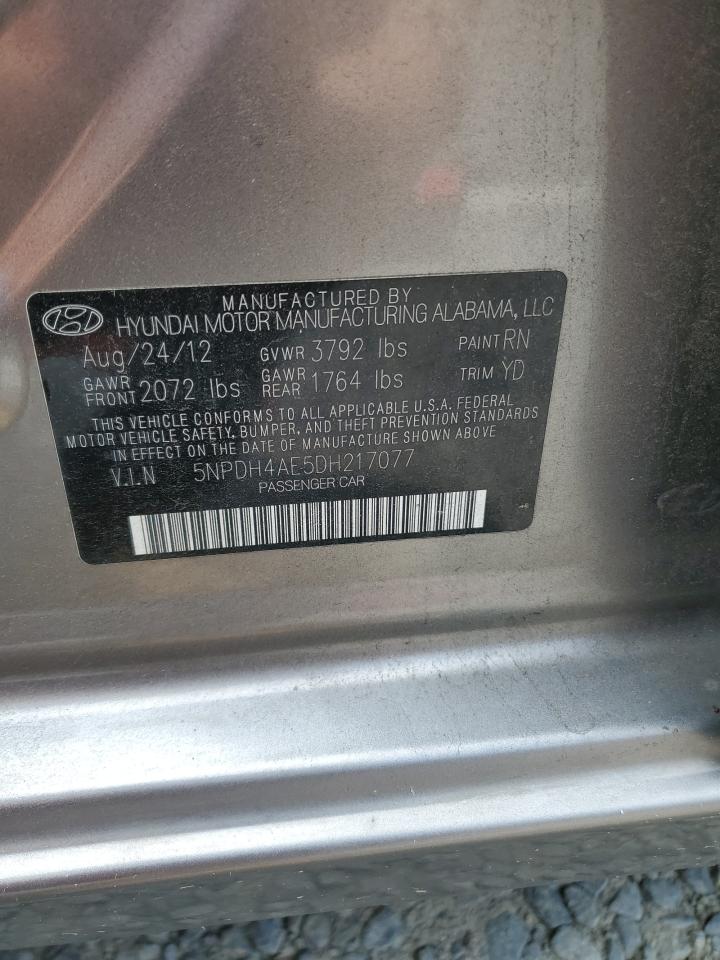 MANUFACTURED BY
HYUNDAI MOTOR MANUFACTURING ALABAMA, LLC
Aug/24/12 GVWR 3792 lbs PAINT RN
GAWR FRONT 2072 lbs GAWR REAR 1764 lbs TRIM YD
THIS VEHICLE CONFORMS TO ALL APPLICABLE U.S.A. FEDERAL
MOTOR VEHICLE SAFETY, BUMPER, AND THEFT PREVENTION STANDARDS
IN EFFECT ON THE DATE OF MANUFACTURE SHOWN ABOVE
V.I.N 5NPDH4AE5DH217077
PASSENGER CAR